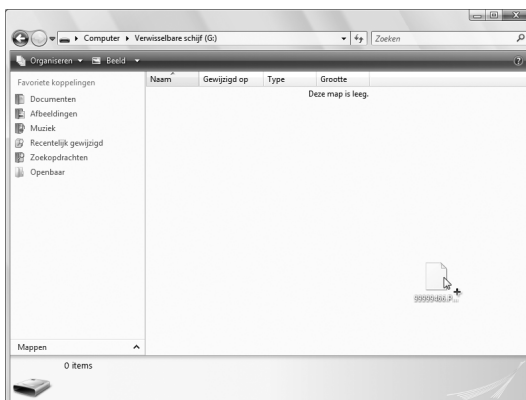 Computer Verwisselbare schijf (G:) Zoeken
Organiseren Beeld
Favoriete koppelingen
Documenten
Afbeeldingen
Muziek
Recentelijk gewijzigd
Zoekopdrachten
Openbaar
Mappen
Naam Gewijzigd op Type Grootte
Deze map is leeg.
99999466.P...
0 items